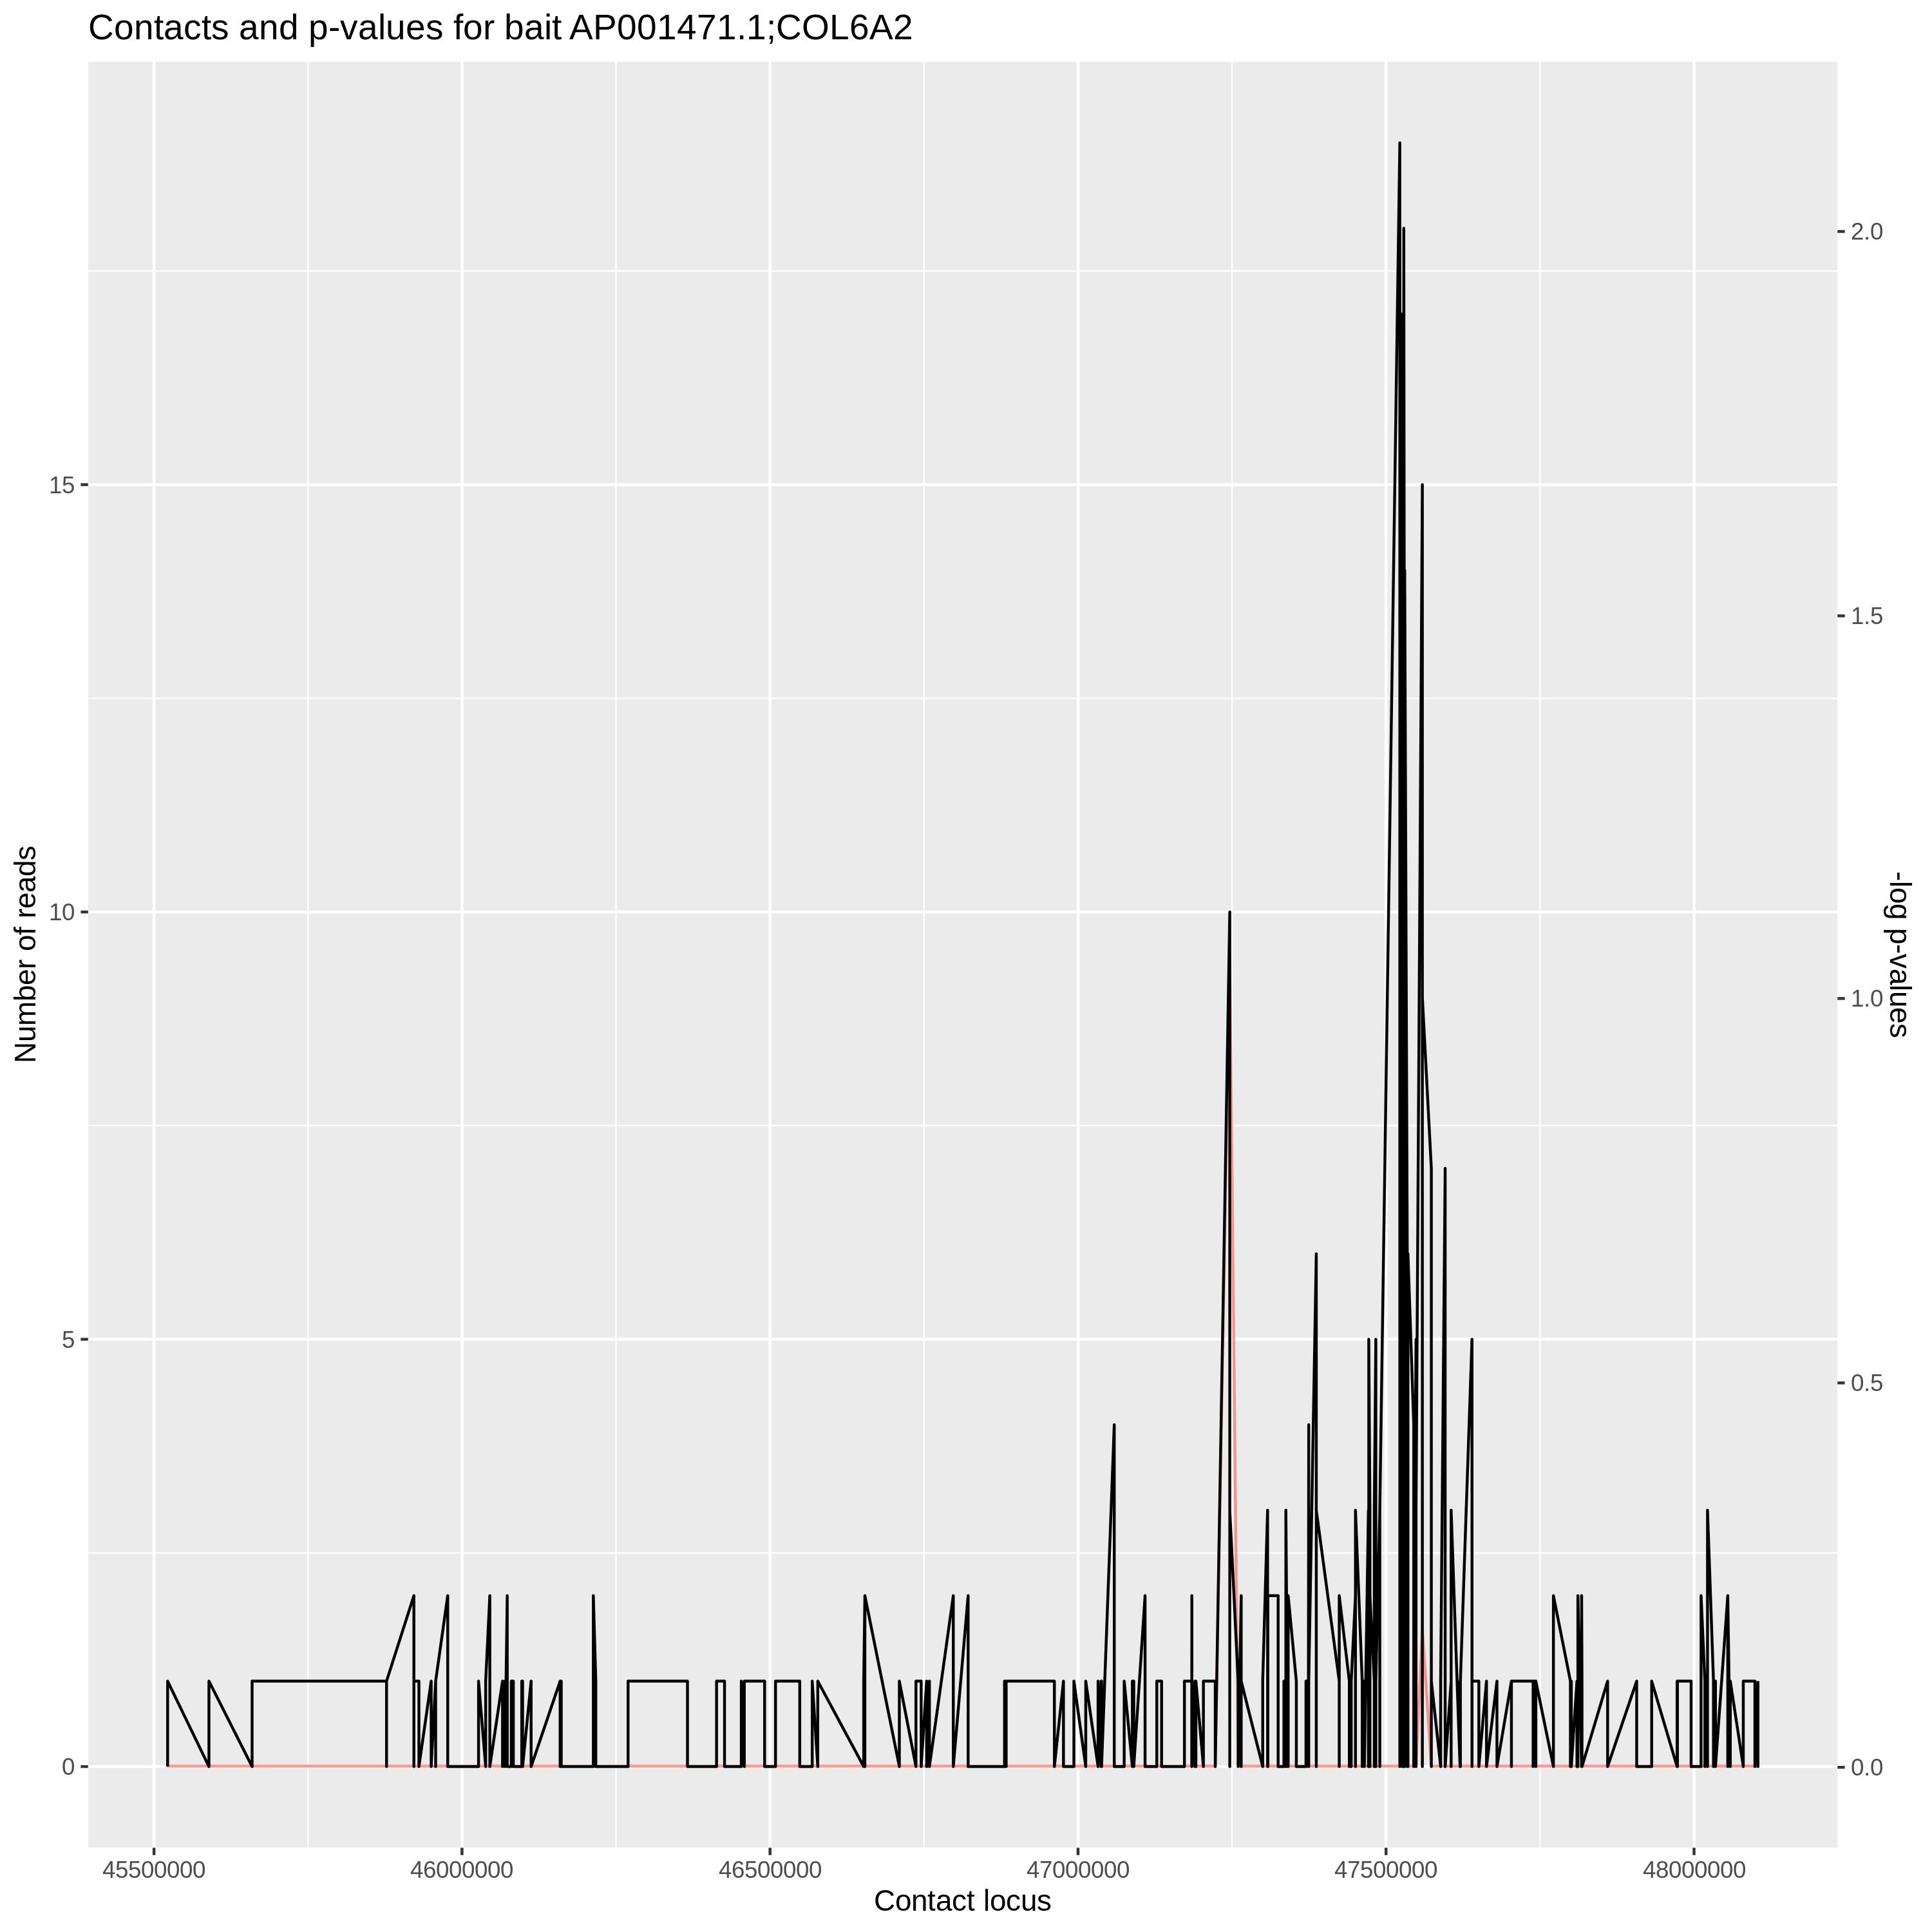 Contacts and p-values for bait AP001471.1;COL6A2
Number of reads
15
10
5
0
2.0
1.5
1.0
0.5
0.0
-log p-values
45500000 46000000 46500000 47000000 47500000 48000000
Contact locus